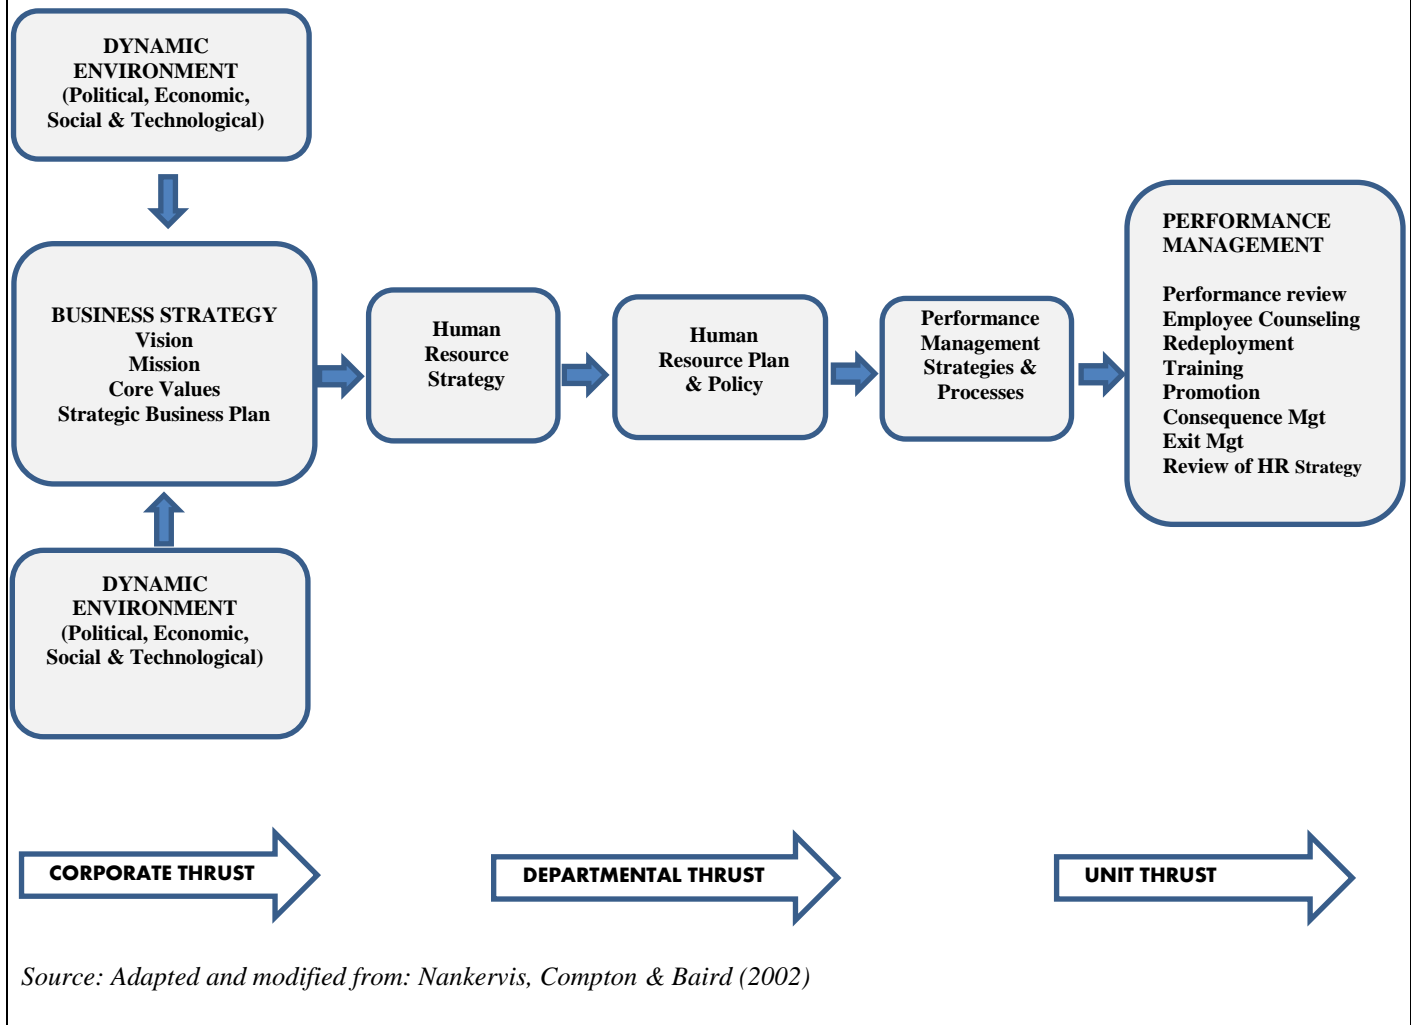 DYNAMIC
ENVIRONMENT
(Political, Economic,
Social & Technological)
BUSINESS STRATEGY
Vision
Mission
Core Values
Strategic Business Plan
Human
Resource
Strategy
Human
Resource Plan
& Policy
Performance
Management
Strategies &
Processes
PERFORMANCE
MANAGEMENT
Performance review
Employee Counseling
Redeployment
Training
Promotion
Consequence Mgt
Exit Mgt
Review of HR Strategy
DYNAMIC
ENVIRONMENT
(Political, Economic,
Social & Technological)
CORPORATE THRUST
DEPARTMENTAL THRUST
UNIT THRUST
Source: Adapted and modified from: Nankervis, Compton & Baird (2002)